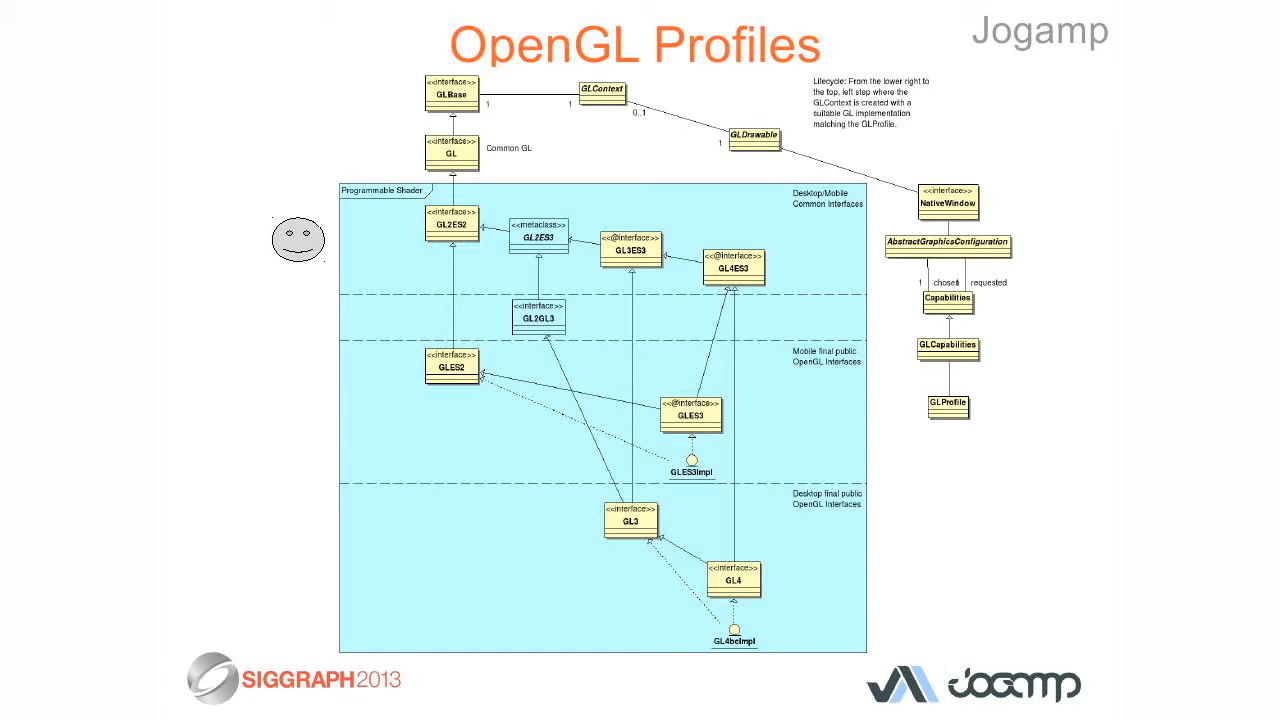 OpenGL Profiles
Jogamp
<<interface>>
GLBase
1
1
GLContext
0..1
1
GLDrawable
Lifecycle: From the lower right to
the top, left step where the
GLContext is created with a
suitable GL implementation
matching the GLProfile.
<<interface>>
GL
Common GL
<<interface>>
NativeWindow
AbstractGraphicsConfiguration
1
chosen
1
requested
Capabilities
GLCapabilities
GLProfile
Programmable Shader
Desktop/Mobile
Common Interfaces
<<interface>>
GL2ES2
<<metaclass>>
GL2ES3
<<@interface>>
GL3ES3
<<@interface>>
GL4ES3
<<interface>>
GL2GL3
Mobile final public
OpenGL Interfaces
<<interface>>
GLES2
<<@interface>>
GLES3
GLES3Impl
Desktop final public
OpenGL Interfaces
<<interface>>
GL3
<<interface>>
GL4
GL4bcImpl
SIGGRAPH2013
JOGAMP